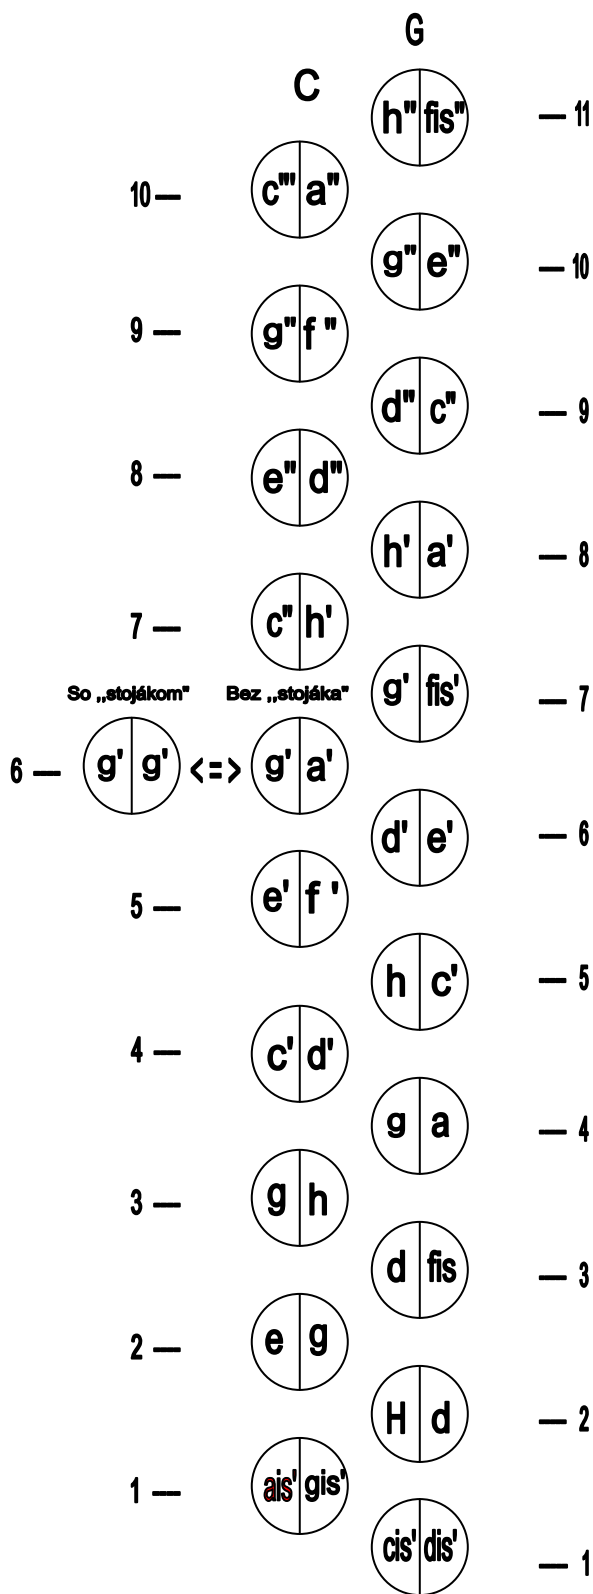 G
C
h" fis" — 11
10 — c"' a"
g" e" — 10
9 — g" f "
d" c" — 9
8 — e" d"
h' a' — 8
7 — c" h'
So ,,stojákom" Bez ,,stojáka"
g' fis' — 7
6 — g' g' <=> g' a'
d' e' — 6
5 — e' f '
h c' — 5
4 — c' d'
g a — 4
3 — g h
d fis — 3
2 — e g
H d — 2
1 — ais' gis'
cis' dis' — 1